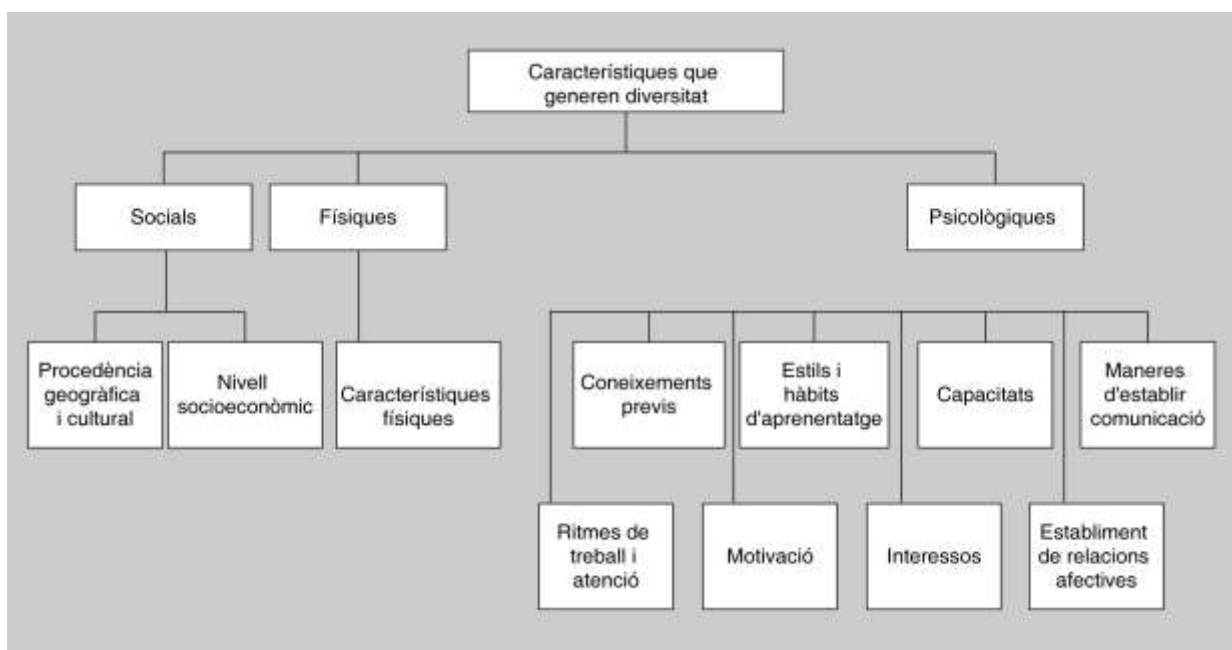 Característiques que
generen diversitat
Socials
Físiques
Psicològiques
Procedència
geogràfica
i cultural
Nivell
socioeconòmic
Característiques
físiques
Coneixements
previs
Estils i
hàbits
d'aprenentatge
Capacitats
Maneres
d'establir
comunicació
Ritmes de
treball i
atenció
Motivació
Interessos
Establiment
de relacions
afectives